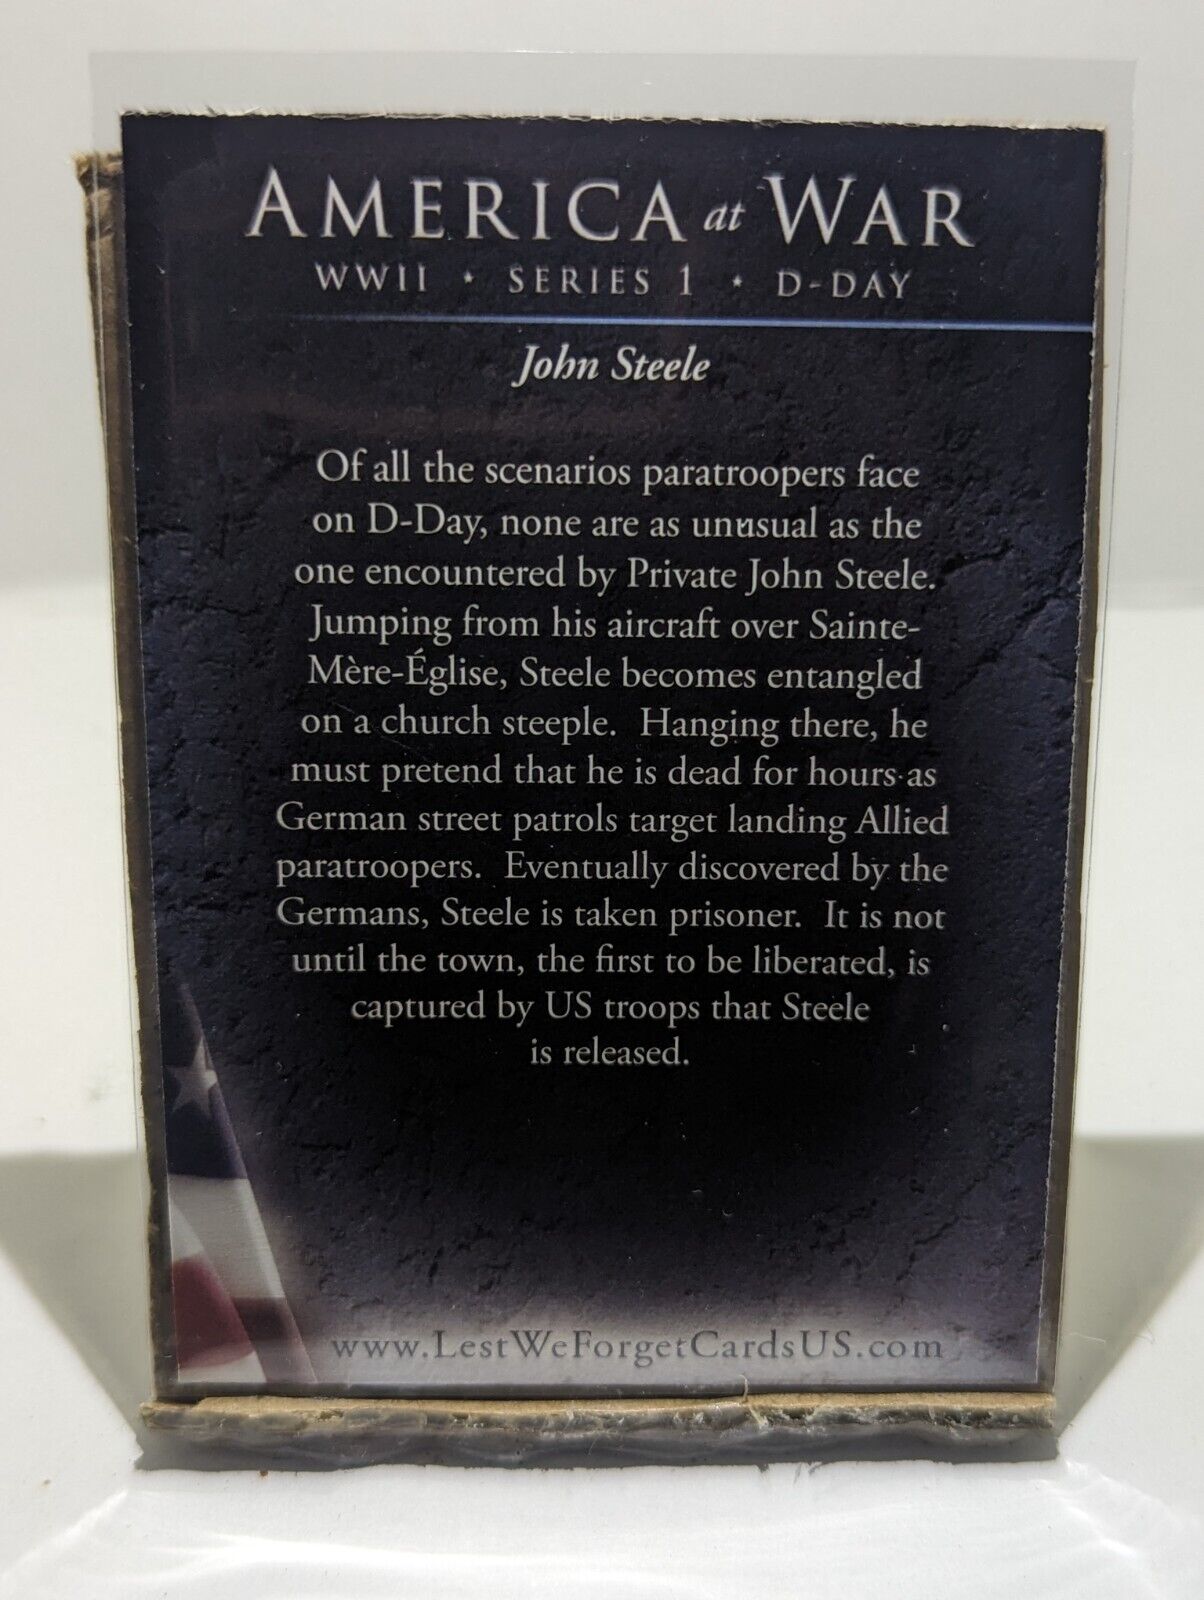 AMERICA at WAR
WWII • SERIES 1 • D-DAY
John Steele
Of all the scenarios paratroopers face
on D-Day, none are as unusual as the
one encountered by Private John Steele.
Jumping from his aircraft over Sainte-
Mère-Église, Steele becomes entangled
on a church steeple. Hanging there, he
must pretend that he is dead for hours as
German street patrols target landing Allied
paratroopers. Eventually discovered by the
Germans, Steele is taken prisoner. It is not
until the town, the first to be liberated, is
captured by US troops that Steele
is released.
www.LestWeForgetCardsUS.com